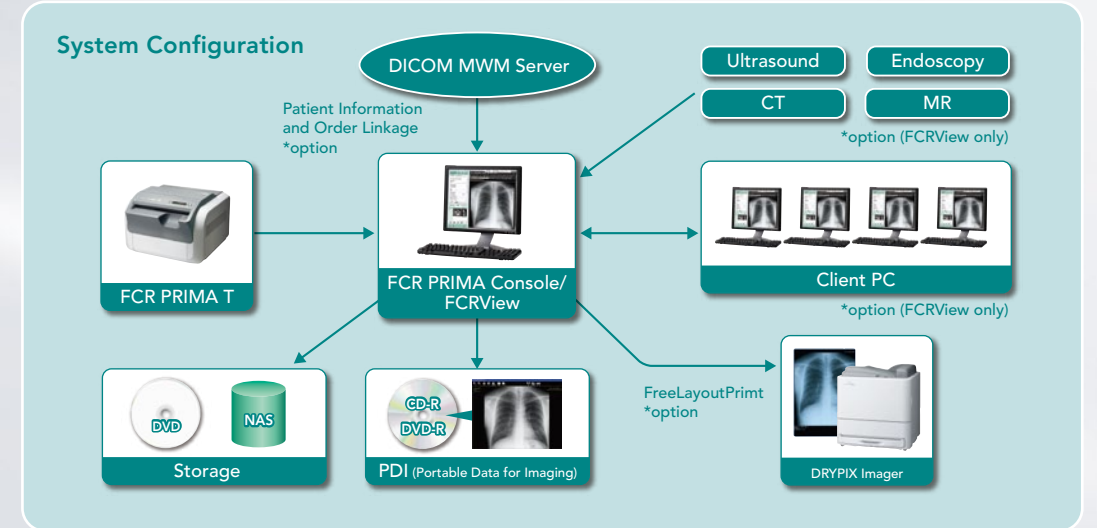 System Configuration
DICOM MWM Server
Ultrasound
Endoscopy
CT
MR
*option (FCRView only)
Patient Information
and Order Linkage
*option
FCR PRIMA T
FCR PRIMA Console/
FCRView
Client PC
*option (FCRView only)
DVD
NAS
Storage
CD-R
DVD-R
PDI (Portable Data for Imaging)
FreeLayoutPrimt
*option
DRYPIX Imager